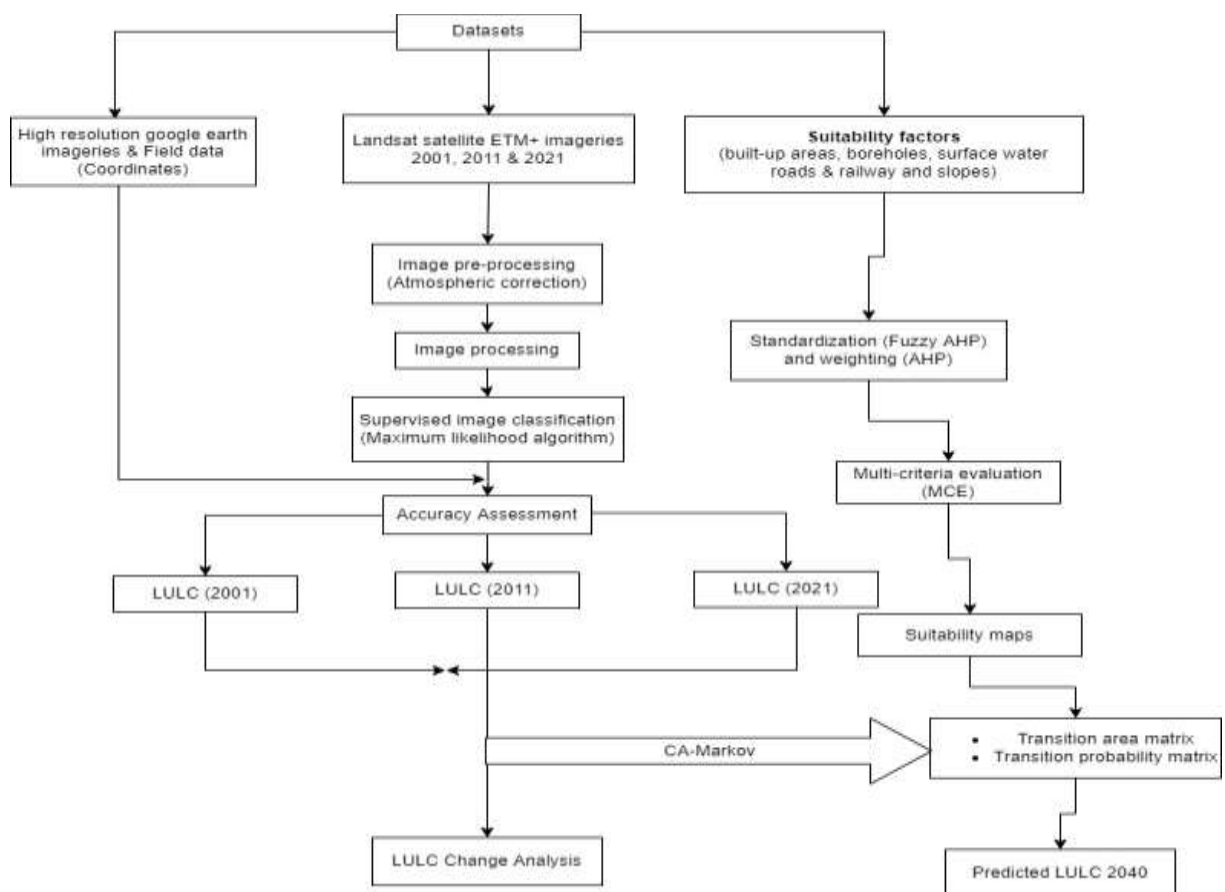 Datasets
High resolution google earth
imageries & Field data
(Coordinates)
Landsat satellite ETM+ imageries
2001, 2011 & 2021
Suitability factors
(built-up areas, boreholes, surface water
roads & railway and slopes)
Image pre-processing
(Atmospheric correction)
Image processing
Standardization (Fuzzy AHP)
and weighting (AHP)
Supervised image classification
(Maximum likelihood algorithm)
Multi-criteria evaluation
(MCE)
Accuracy Assessment
LULC (2001)
LULC (2011)
LULC (2021)
Suitability maps
CA-Markov
▪ Transition area matrix
▪ Transition probability matrix
LULC Change Analysis
Predicted LULC 2040